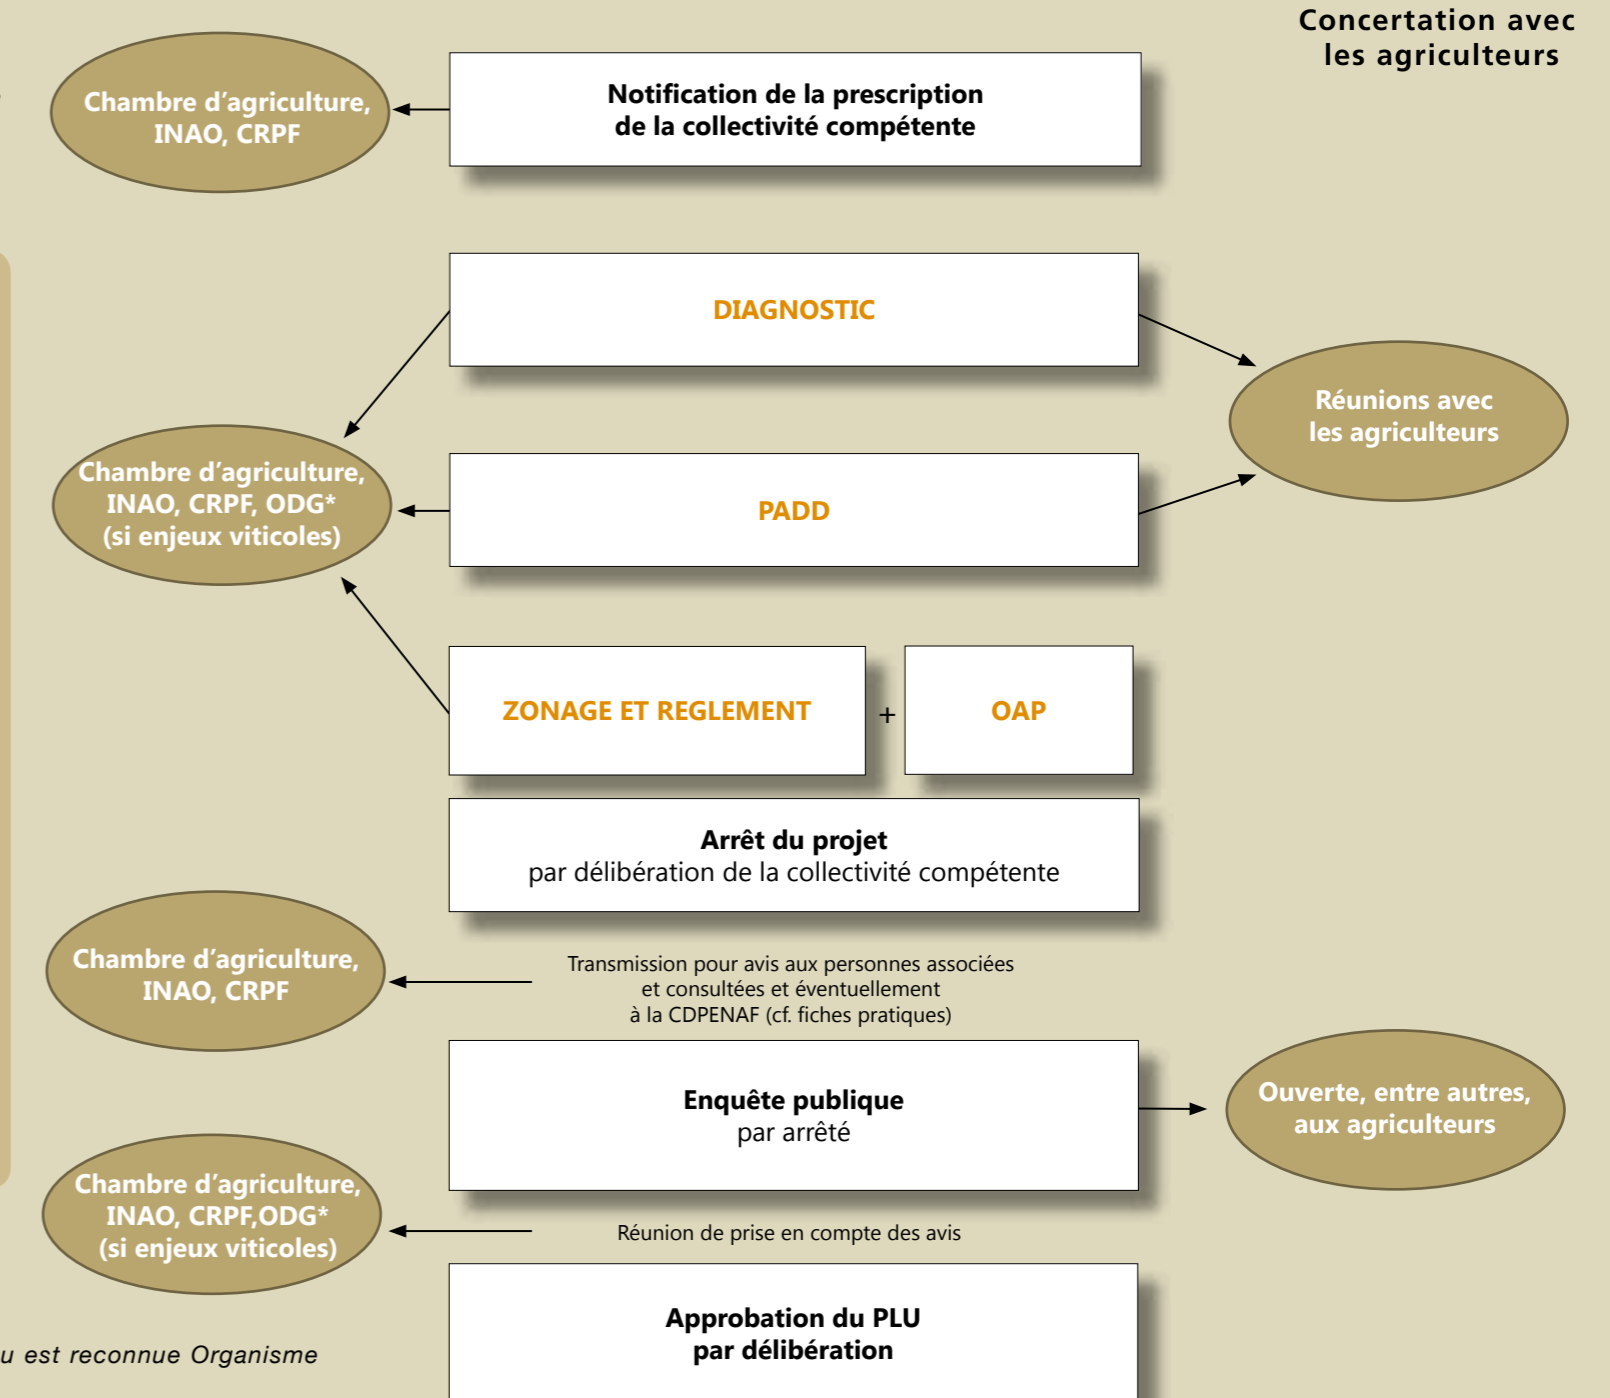 Concertation avec
les agriculteurs
Chambre d'agriculture,
INAO, CRPF
Notification de la prescription
de la collectivité compétente
DIAGNOSTIC
Réunions avec
les agriculteurs
Chambre d'agriculture,
INAO, CRPF, ODG*
(si enjeux viticoles)
PADD
ZONAGE ET REGLEMENT
+
OAP
Arrêt du projet
par délibération de la collectivité compétente
Chambre d'agriculture,
INAO, CRPF
Transmission pour avis aux personnes associées
et consultées et éventuellement
à la CDPENAF (cf. fiches pratiques)
Enquête publique
par arrêté
Ouverte, entre autres,
aux agriculteurs
Chambre d'agriculture,
INAO, CRPF,ODG*
(si enjeux viticoles)
Réunion de prise en compte des avis
Approbation du PLU
par délibération
u est reconnue Organisme